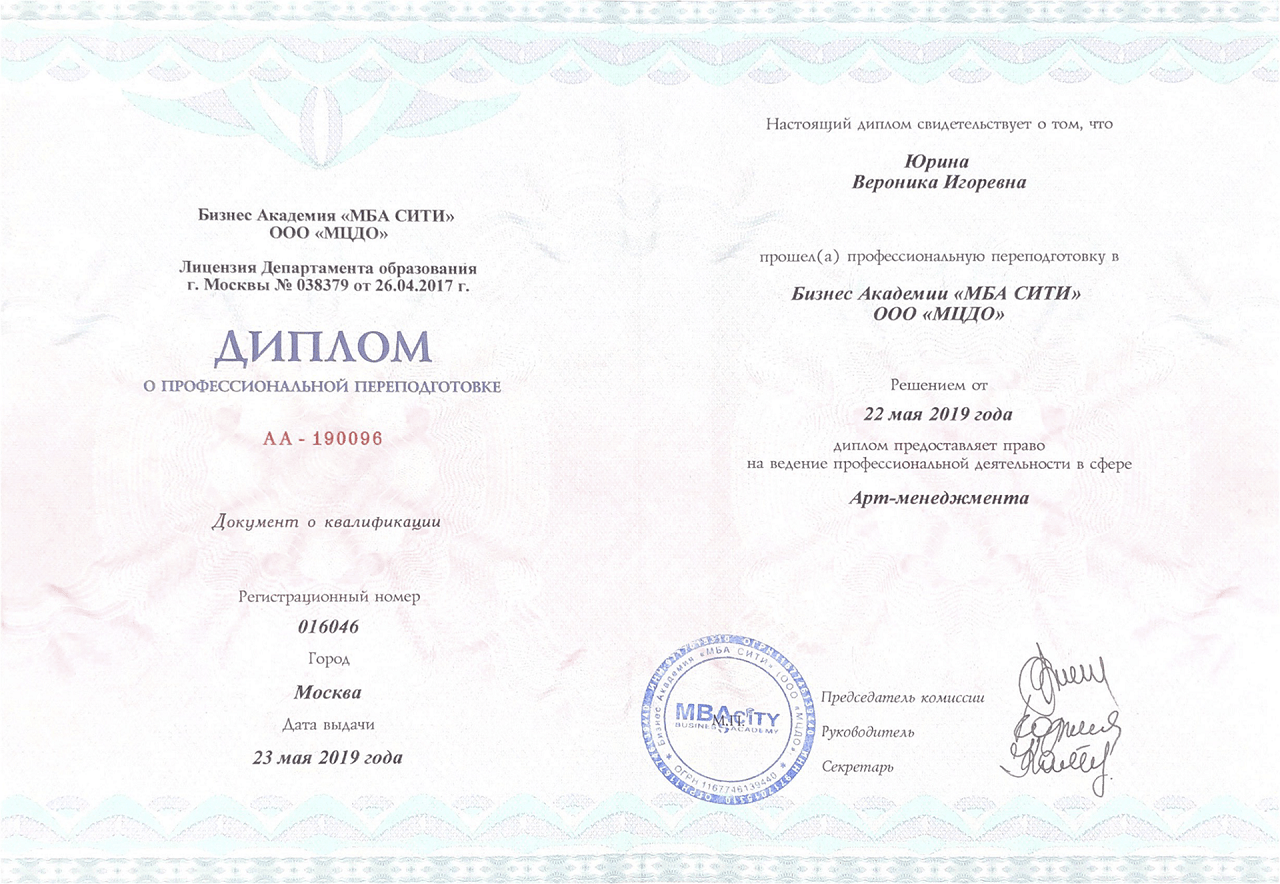 Бизнес Академия «МБА СИТИ»
ООО «МЦДО»
Лицензия Департамента образования
г. Москвы № 038379 от 26.04.2017 г.
ДИПЛОМ
О ПРОФЕССИОНАЛЬНОЙ ПЕРЕПОДГОТОВКЕ
АА - 190096
Документ о квалификации
Регистрационный номер
016046
Город
Москва
Дата выдачи
23 мая 2019 года
Настоящий диплом свидетельствует о том, что
Юрина
Вероника Игоревна
прошел(а) профессиональную переподготовку в
Бизнес Академии «МБА СИТИ»
ООО «МЦДО»
Решением от
22 мая 2019 года
диплом предоставляет право
на ведение профессиональной деятельности в сфере
Арт-менеджмента
Бизнес Академия «МБА СИТИ» (ООО «МЦДО»
ОГРН 1167746139440
MBA CITY
BUSINESS ACADEMY
М.П.
Председатель комиссии
Руководитель
Секретарь